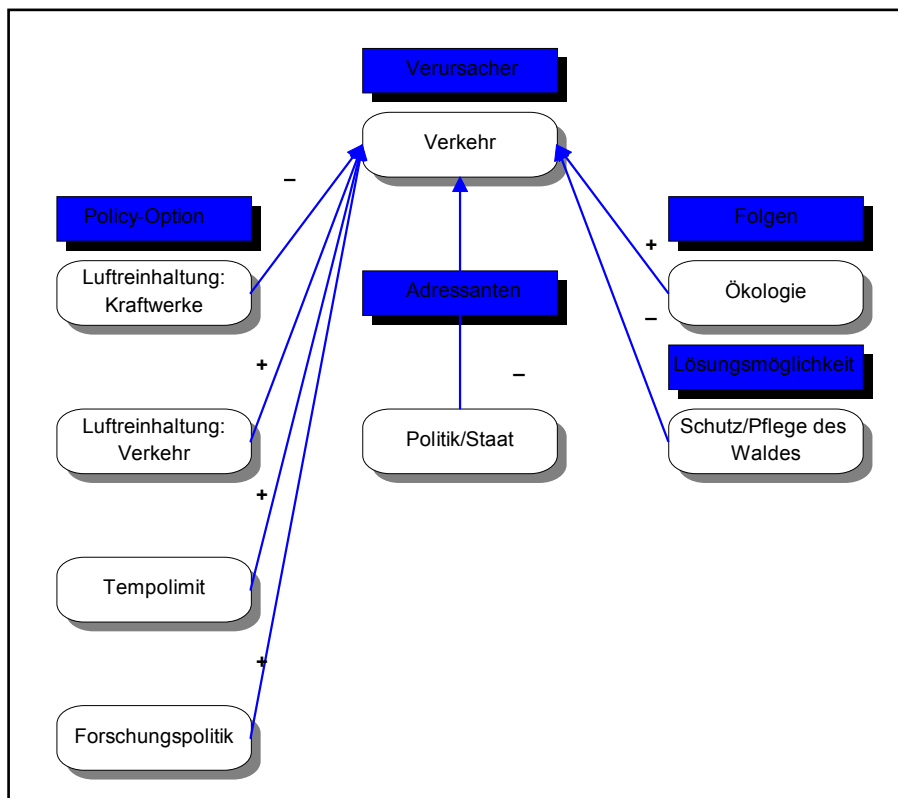 Verursacher
Verkehr
–
Policy-Option
Folgen
Luftreinhaltung:
Kraftwerke
+
Adressanten
Ökologie
–
+
Lösungsmöglichkeit
–
Luftreinhaltung:
Verkehr
Politik/Staat
Schutz/Pflege des
Waldes
+
Tempolimit
+
Forschungspolitik